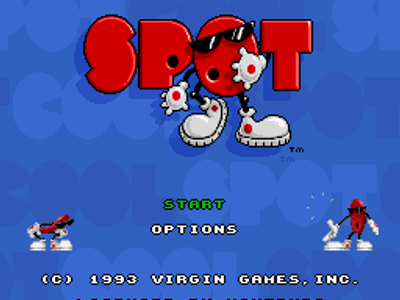 SPOT
TM
START
OPTIONS
(C) 1993 VIRGIN GAMES, INC.